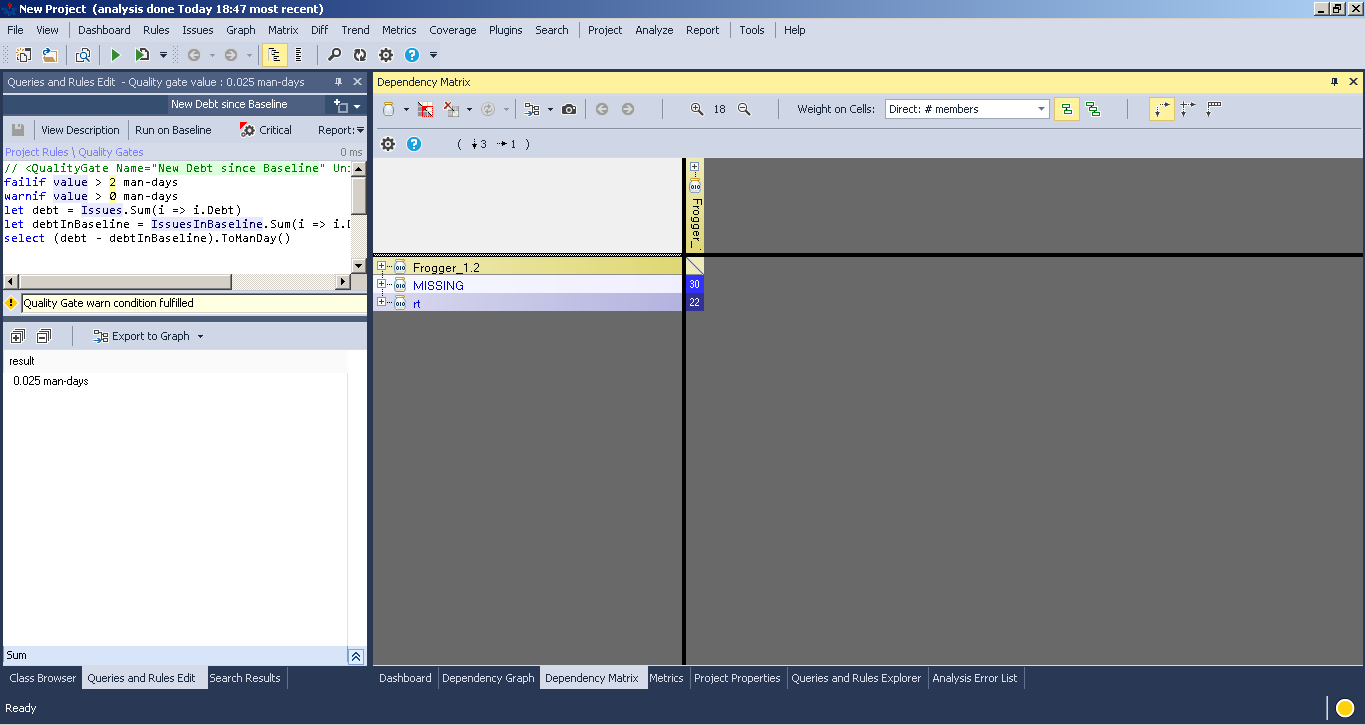 New Project  (analysis done Today 18:47 most recent)
File View Dashboard Rules Issues Graph Matrix Diff Trend Metrics Coverage Plugins Search Project Analyze Report Tools Help
Queries and Rules Edit  - Quality gate value : 0.025 man-days
New Debt since Baseline
View Description Run on Baseline Critical Report:
Project Rules \ Quality Gates 0 ms
// <QualityGate Name="New Debt since Baseline" Uni
failif value > 2 man-days
warnif value > 0 man-days
let debt = Issues.Sum(i => i.Debt)
let debtInBaseline = IssuesInBaseline.Sum(i => i.D
select (debt - debtInBaseline).ToManDay()
Quality Gate warn condition fulfilled
Export to Graph
result
0.025 man-days
Sum
Class Browser Queries and Rules Edit Search Results
Dependency Matrix
18 Weight on Cells: Direct: # members
( 3 1 )
Frogger_
Frogger_1.2
MISSING 30
rt 22
Dashboard Dependency Graph Dependency Matrix Metrics Project Properties Queries and Rules Explorer Analysis Error List
Ready